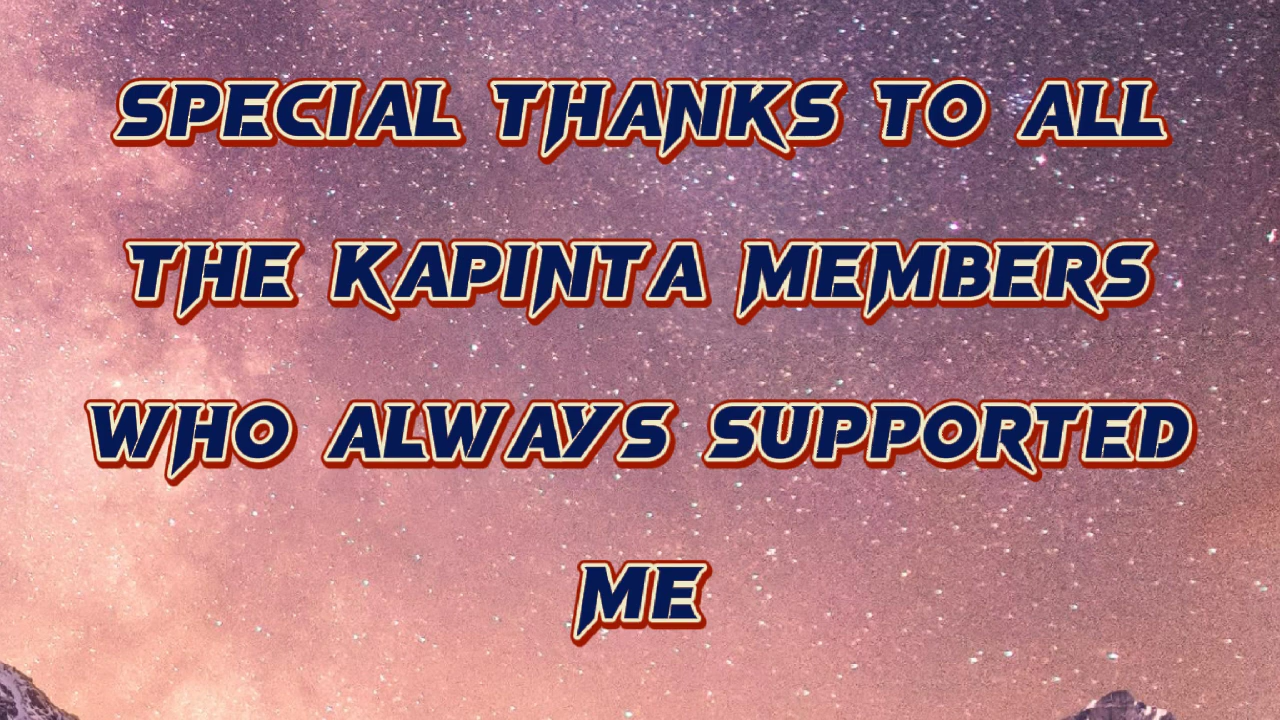 SPECIAL THANKS TO ALL
THE KAPINTA MEMBERS
WHO ALWAYS SUPPORTED
ME